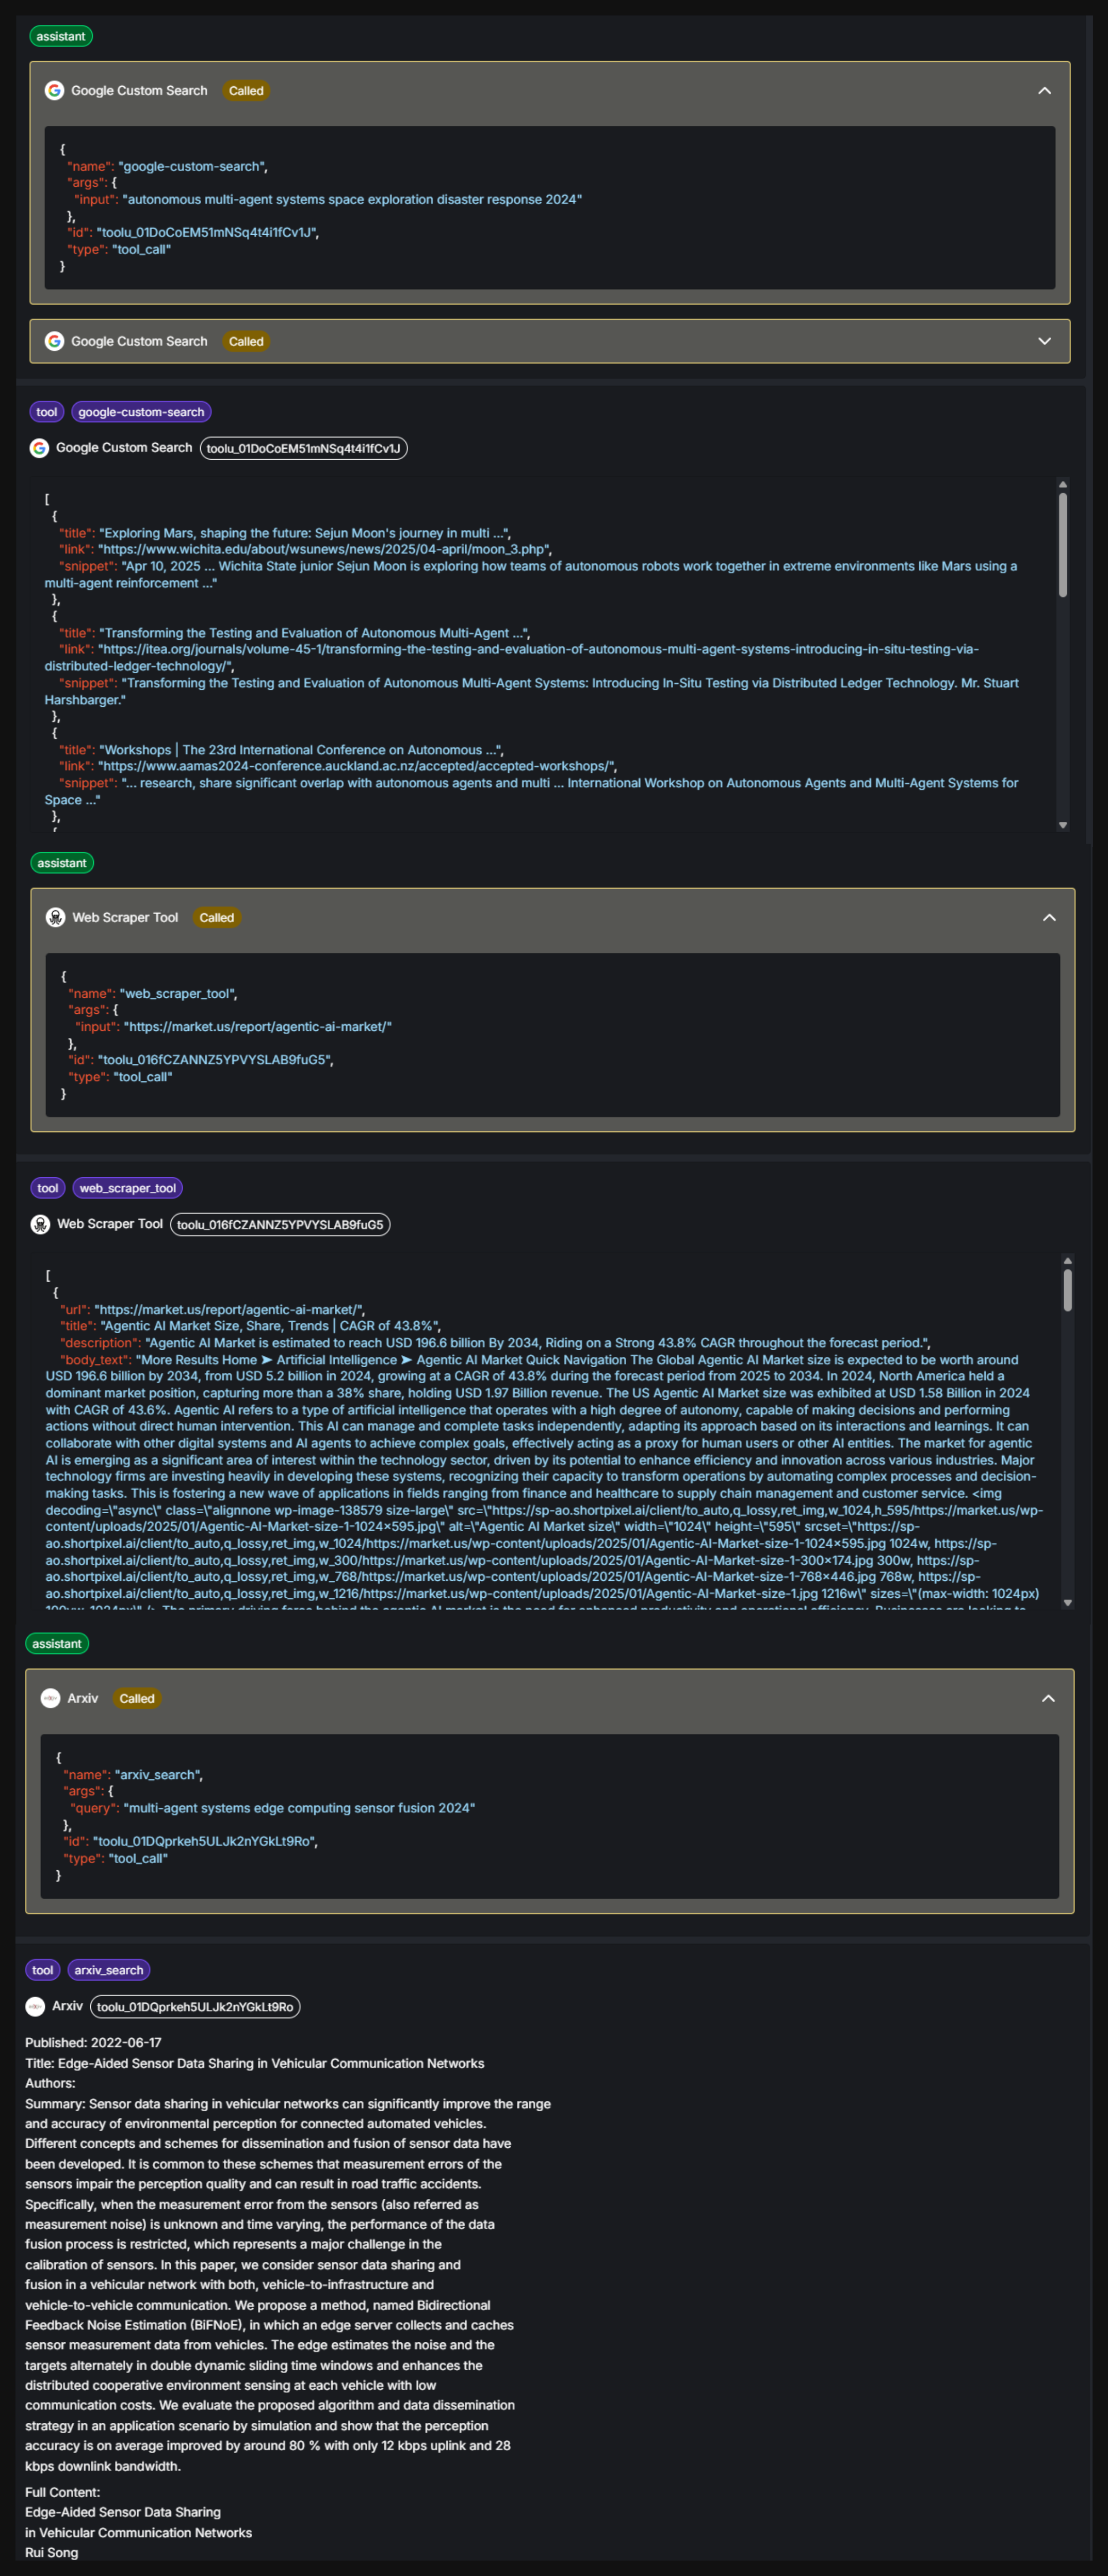 assistant
Google Custom Search Called
{
"name": "google-custom-search",
"args": {
"input": "autonomous multi-agent systems space exploration disaster response 2024"
},
"id": "toolu_01DoCoEM51mNSq4t4i1fCv1J",
"type": "tool_call"
}
Google Custom Search Called
tool google-custom-search
Google Custom Search toolu_01DoCoEM51mNSq4t4i1fCv1J
[
{
"title": "Exploring Mars, shaping the future: Sejun Moon's journey in multi ...",
"link": "https://www.wichita.edu/about/wsunews/news/2025/04-april/moon_3.php",
"snippet": "Apr 10, 2025 ... Wichita State junior Sejun Moon is exploring how teams of autonomous robots work together in extreme environments like Mars using a
multi-agent reinforcement ..."
},
{
"title": "Transforming the Testing and Evaluation of Autonomous Multi-Agent ...",
"link": "https://itea.org/journals/volume-45-1/transforming-the-testing-and-evaluation-of-autonomous-multi-agent-systems-introducing-in-situ-testing-via-
distributed-ledger-technology/",
"snippet": "Transforming the Testing and Evaluation of Autonomous Multi-Agent Systems: Introducing In-Situ Testing via Distributed Ledger Technology. Mr. Stuart
Harshbarger."
},
{
"title": "Workshops | The 23rd International Conference on Autonomous ...",
"link": "https://www.aamas2024-conference.auckland.ac.nz/accepted/accepted-workshops/",
"snippet": "... research, share significant overlap with autonomous agents and multi ... International Workshop on Autonomous Agents and Multi-Agent Systems for
Space ..."
},
{
assistant
Web Scraper Tool Called
{
"name": "web_scraper_tool",
"args": {
"input": "https://market.us/report/agentic-ai-market/"
},
"id": "toolu_016fCZANNZ5YPVYSLAB9fuG5",
"type": "tool_call"
}
tool web_scraper_tool
Web Scraper Tool toolu_016fCZANNZ5YPVYSLAB9fuG5
[
{
"url": "https://market.us/report/agentic-ai-market/",
"title": "Agentic AI Market Size, Share, Trends | CAGR of 43.8%",
"description": "Agentic AI Market is estimated to reach USD 196.6 billion By 2034, Riding on a Strong 43.8% CAGR throughout the forecast period.",
"body_text": "More Results Home ➤ Artificial Intelligence ➤ Agentic AI Market Quick Navigation The Global Agentic AI Market size is expected to be worth around
USD 196.6 billion by 2034, from USD 5.2 billion in 2024, growing at a CAGR of 43.8% during the forecast period from 2025 to 2034. In 2024, North America held a
dominant market position, capturing more than a 38% share, holding USD 1.97 Billion revenue. The US Agentic AI Market size was exhibited at USD 1.58 Billion in 2024
with CAGR of 43.6%. Agentic AI refers to a type of artificial intelligence that operates with a high degree of autonomy, capable of making decisions and performing
actions without direct human intervention. This AI can manage and complete tasks independently, adapting its approach based on its interactions and learnings. It can
collaborate with other digital systems and AI agents to achieve complex goals, effectively acting as a proxy for human users or other AI entities. The market for agentic
AI is emerging as a significant area of interest within the technology sector, driven by its potential to enhance efficiency and innovation across various industries. Major
technology firms are investing heavily in developing these systems, recognizing their capacity to transform operations by automating complex processes and decision-
making tasks. This is fostering a new wave of applications in fields ranging from finance and healthcare to supply chain management and customer service. <img
decoding=\"async\" class=\"alignnone wp-image-138579 size-large\" src=\"https://sp-ao.shortpixel.ai/client/to_auto,q_lossy,ret_img,w_1024,h_595/https://market.us/wp-
content/uploads/2025/01/Agentic-AI-Market-size-1-1024×595.jpg\" alt=\"Agentic AI Market size\" width=\"1024\" height=\"595\" srcset=\"https://sp-
ao.shortpixel.ai/client/to_auto,q_lossy,ret_img,w_1024/https://market.us/wp-content/uploads/2025/01/Agentic-AI-Market-size-1-1024×595.jpg 1024w, https://sp-
ao.shortpixel.ai/client/to_auto,q_lossy,ret_img,w_300/https://market.us/wp-content/uploads/2025/01/Agentic-AI-Market-size-1-300×174.jpg 300w, https://sp-
ao.shortpixel.ai/client/to_auto,q_lossy,ret_img,w_768/https://market.us/wp-content/uploads/2025/01/Agentic-AI-Market-size-1-768×446.jpg 768w, https://sp-
ao.shortpixel.ai/client/to_auto,q_lossy,ret_img,w_1216/https://market.us/wp-content/uploads/2025/01/Agentic-AI-Market-size-1.jpg 1216w\" sizes=\"(max-width: 1024px)
The primary driving force behind the agentic AI market is the need for enhanced productivity and operational efficiency. Businesses are looking to
assistant
Arxiv Called
{
"name": "arxiv_search",
"args": {
"query": "multi-agent systems edge computing sensor fusion 2024"
},
"id": "toolu_01DQprkeh5ULJk2nYGkLt9Ro",
"type": "tool_call"
}
tool arxiv_search
Arxiv toolu_01DQprkeh5ULJk2nYGkLt9Ro
Published: 2022-06-17
Title: Edge-Aided Sensor Data Sharing in Vehicular Communication Networks
Authors:
Summary: Sensor data sharing in vehicular networks can significantly improve the range
and accuracy of environmental perception for connected automated vehicles.
Different concepts and schemes for dissemination and fusion of sensor data have
been developed. It is common to these schemes that measurement errors of the
sensors impair the perception quality and can result in road traffic accidents.
Specifically, when the measurement error from the sensors (also referred as
measurement noise) is unknown and time varying, the performance of the data
fusion process is restricted, which represents a major challenge in the
calibration of sensors. In this paper, we consider sensor data sharing and
fusion in a vehicular network with both, vehicle-to-infrastructure and
vehicle-to-vehicle communication. We propose a method, named Bidirectional
Feedback Noise Estimation (BiFNoE), in which an edge server collects and caches
sensor measurement data from vehicles. The edge estimates the noise and the
targets alternately in double dynamic sliding time windows and enhances the
distributed cooperative environment sensing at each vehicle with low
communication costs. We evaluate the proposed algorithm and data dissemination
strategy in an application scenario by simulation and show that the perception
accuracy is on average improved by around 80 % with only 12 kbps uplink and 28
kbps downlink bandwidth.
Full Content:
Edge-Aided Sensor Data Sharing
in Vehicular Communication Networks
Rui Song